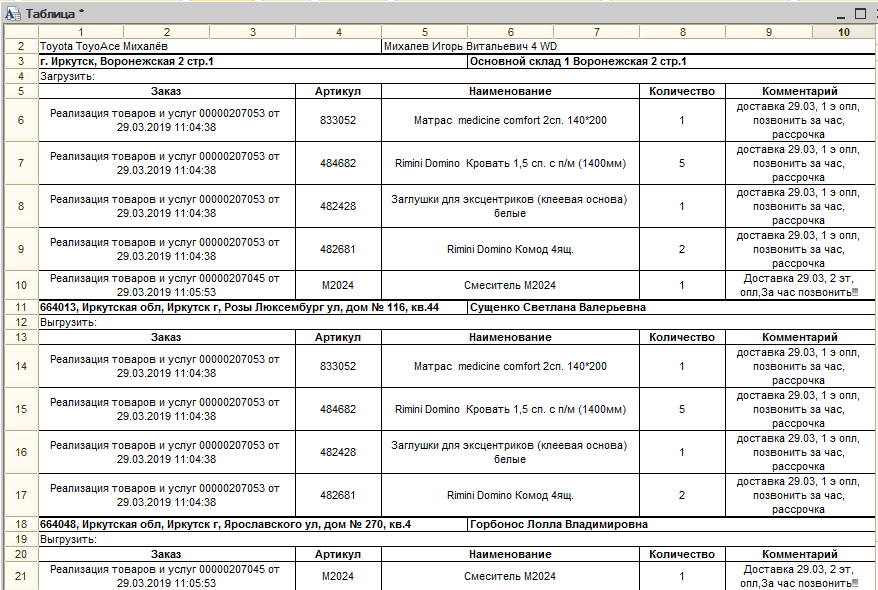 Таблица *
1 2 3 4 5 6 7 8 9 10
2 Toyota ToyoAce Михалёв Михалев Игорь Витальевич 4 WD
3 г. Иркутск, Воронежская 2 стр.1 Основной склад 1 Воронежская 2 стр.1
4 Загрузить:
5 Заказ Артикул Наименование Количество Комментарий
6 Реализация товаров и услуг 00000207053 от 29.03.2019 11:04:38 833052 Матрас medicine comfort 2сп. 140*200 1 доставка 29.03, 1 э опл, позвонить за час, рассрочка
7 Реализация товаров и услуг 00000207053 от 29.03.2019 11:04:38 484682 Rimini Domino Кровать 1,5 сп. с п/м (1400мм) 5 доставка 29.03, 1 э опл, позвонить за час, рассрочка
8 Реализация товаров и услуг 00000207053 от 29.03.2019 11:04:38 482428 Заглушки для эксцентриков (клеевая основа) белые 1 доставка 29.03, 1 э опл, позвонить за час, рассрочка
9 Реализация товаров и услуг 00000207053 от 29.03.2019 11:04:38 482681 Rimini Domino Комод 4ящ. 2 доставка 29.03, 1 э опл, позвонить за час, рассрочка
10 Реализация товаров и услуг 00000207045 от 29.03.2019 11:05:53 M2024 Смеситель M2024 1 Доставка 29.03, 2 эт, опл,За час позвонить!!!
11 664013, Иркутская обл, Иркутск г, Розы Люксембург ул, дом № 116, кв.44 Сущенко Светлана Валерьевна
12 Выгрузить:
13 Заказ Артикул Наименование Количество Комментарий
14 Реализация товаров и услуг 00000207053 от 29.03.2019 11:04:38 833052 Матрас medicine comfort 2сп. 140*200 1 доставка 29.03, 1 э опл, позвонить за час, рассрочка
15 Реализация товаров и услуг 00000207053 от 29.03.2019 11:04:38 484682 Rimini Domino Кровать 1,5 сп. с п/м (1400мм) 5 доставка 29.03, 1 э опл, позвонить за час, рассрочка
16 Реализация товаров и услуг 00000207053 от 29.03.2019 11:04:38 482428 Заглушки для эксцентриков (клеевая основа) белые 1 доставка 29.03, 1 э опл, позвонить за час, рассрочка
17 Реализация товаров и услуг 00000207053 от 29.03.2019 11:04:38 482681 Rimini Domino Комод 4ящ. 2 доставка 29.03, 1 э опл, позвонить за час, рассрочка
18 664048, Иркутская обл, Иркутск г, Ярославского ул, дом № 270, кв.4 Горбонос Лолла Владимировна
19 Выгрузить:
20 Заказ Артикул Наименование Количество Комментарий
21 Реализация товаров и услуг 00000207045 от 29.03.2019 11:05:53 M2024 Смеситель M2024 1 Доставка 29.03, 2 эт, опл,За час позвонить!!!